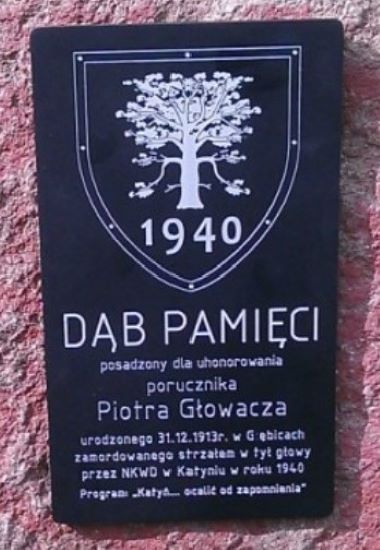 1940
DĄB PAMIĘCI
posadzony dla uhonorowania
porucznika
Piotra Głowacza
urodzonego 31.12.1913r. w G ębicach
zamordowanego strzałem w tył głowy
przez NKWD w Katyniu w roku 1940
Program: „Katyń.... ocalić od zapomnienia"